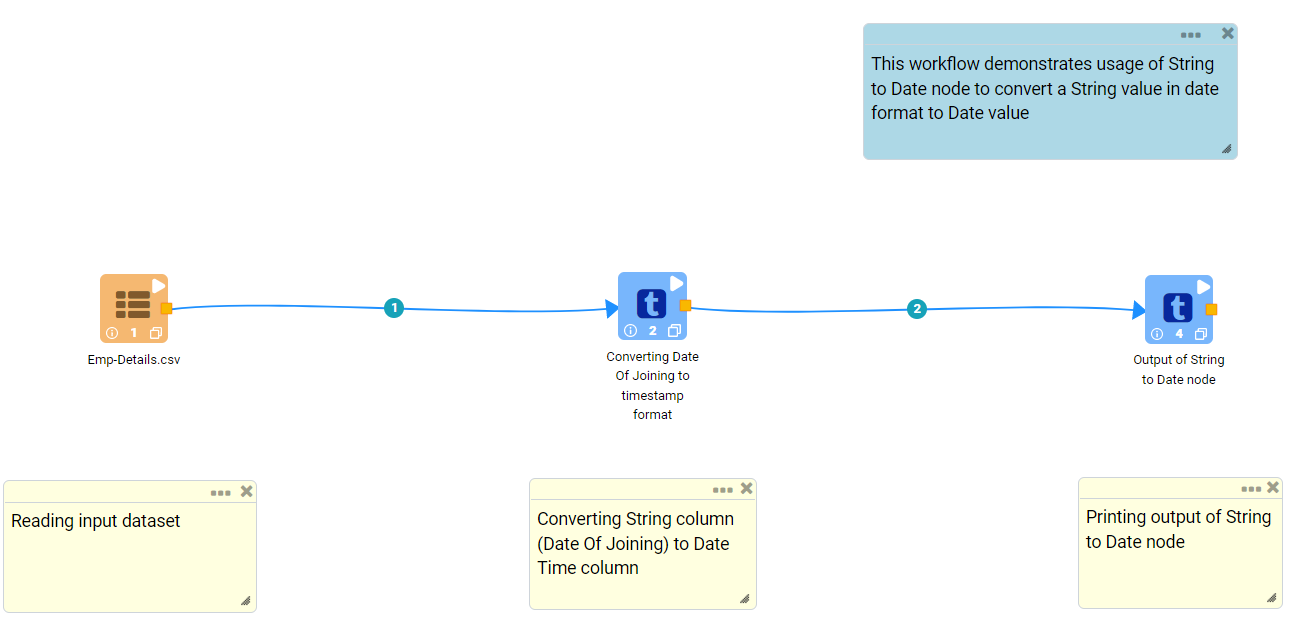 This workflow demonstrates usage of String
to Date node to convert a String value in date
format to Date value
1
2
t
t
1
2
4
Emp-Details.csv
Converting Date
Of Joining to
timestamp
format
Output of String
to Date node
Reading input dataset
Converting String column
(Date Of Joining) to Date
Time column
Printing output of String
to Date node